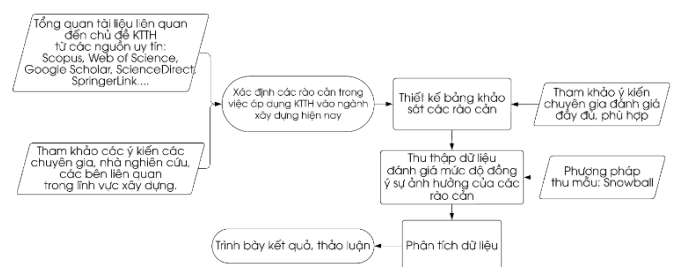 Tổng quan tài liệu liên quan
đến chủ đề KTTH
từ các nguồn uy tín:
Scopus, Web of Science,
Google Scholar, ScienceDirect,
SpringerLink....
Tham khảo các ý kiến các
chuyên gia, nhà nghiên cứu,
các bên liên quan
trong lĩnh vực xây dựng.
Xác định các rào cản trong
việc áp dụng KTTH vào ngành
xây dựng hiện nay
Thiết kế bảng khảo
sát các rào cản
Tham khảo ý kiến
chuyên gia đánh giá
đầy đủ, phù hợp
Thu thập dữ liệu
đánh giá mức độ đồng
ý sự ảnh hưởng của các
rào cản
Phương pháp
thu mẫu: Snowball
Phân tích dữ liệu
Trình bày kết quả, thảo luận